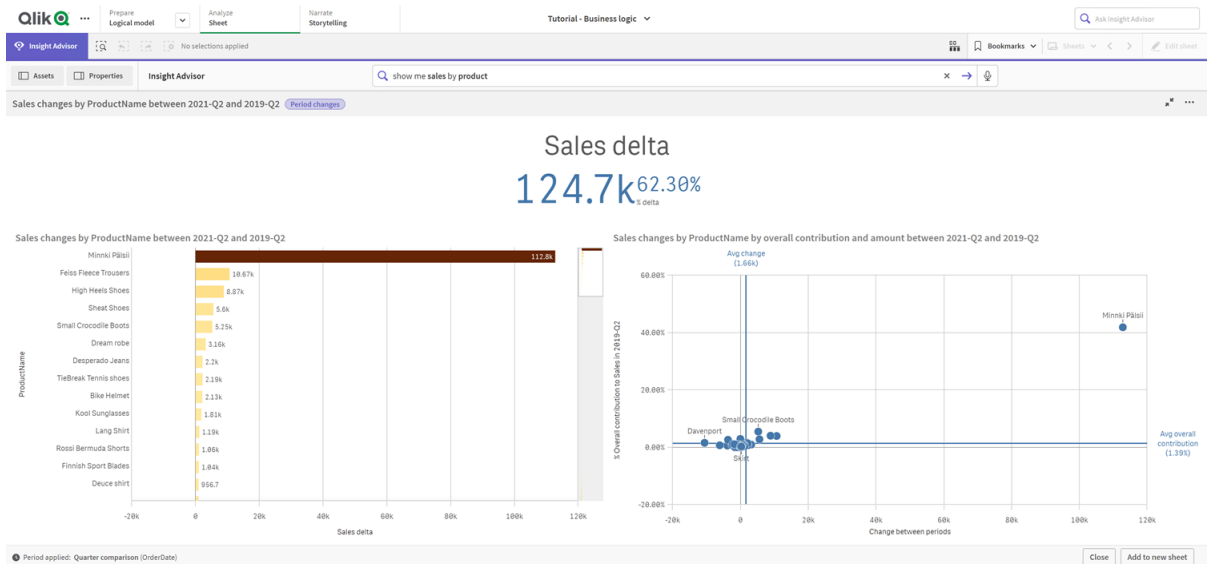 Qlik
Prepare
Logical model
Analyze
Sheet
Narrate
Storytelling
Tutorial - Business logic
Ask Insight Advisor
Insight Advisor
No selections applied
Bookmarks
Sheets
Edit sheet
Assets
Properties
Insight Advisor
show me sales by product
Sales changes by ProductName between 2021-Q2 and 2019-Q2 Period changes
Sales delta
124.7k 62.30%
% delta
Sales changes by ProductName between 2021-Q2 and 2019-Q2
ProductName
Minnki Pälsii 112.8k
Feiss Fleece Trousers 10.67k
High Heels Shoes 8.87k
Sheat Shoes 5.6k
Small Crocodile Boots 5.25k
Dream robe 3.16k
Desperado Jeans 2.2k
TieBreak Tennis shoes 2.19k
Bike Helmet 2.13k
Kool Sunglasses 1.81k
Lang Shirt 1.19k
Rossi Bermuda Shorts 1.06k
Finnish Sport Blades 1.04k
Deuce shirt 956.7
-20k 0 20k 40k 60k 80k 100k 120k
Sales delta
Sales changes by ProductName by overall contribution and amount between 2021-Q2 and 2019-Q2
Avg change
(1.66k)
% Overall contribution to Sales in 2019-Q2
60.00%
Minnki Pälsii
40.00%
20.00%
Small Crocodile Boots
Davenport
0.00%
Skirt
Avg overall
contribution
(1.39%)
-20.00%
-20k 0 20k 40k 60k 80k 100k 120k
Change between periods
Period applied: Quarter comparison (OrderDate)
Close
Add to new sheet